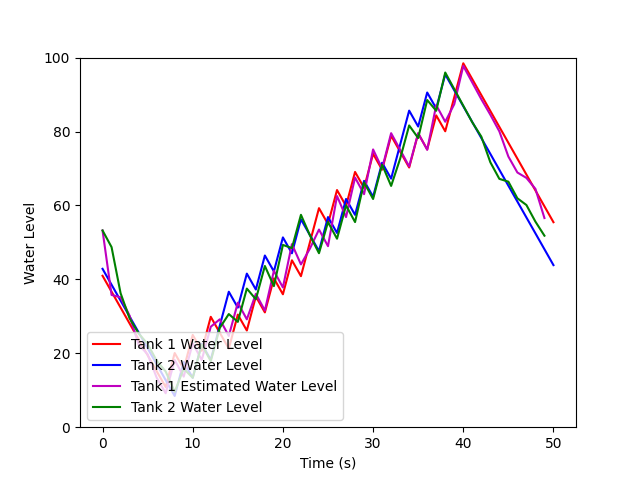 100
80
60
40
20
0
Water Level
Tank 1 Water Level
Tank 2 Water Level
Tank 1 Estimated Water Level
Tank 2 Water Level
0 10 20 30 40 50
Time (s)